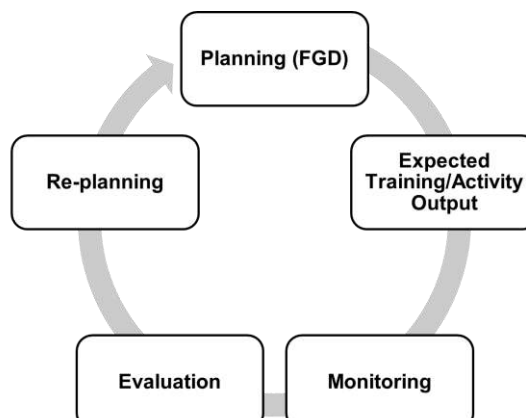 Planning (FGD)
Expected
Training/Activity
Output
Monitoring
Evaluation
Re-planning